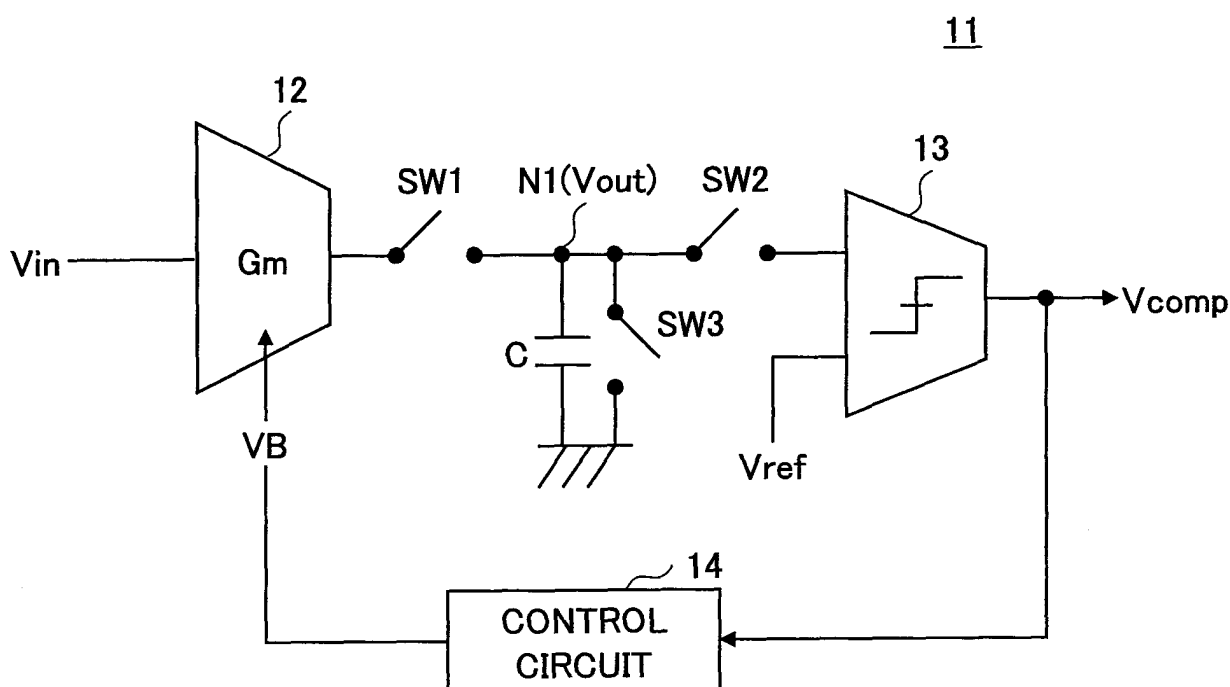 11
12
13
SW1
N1(Vout)
SW2
Vin
Gm
Vcomp
SW3
C
VB
Vref
14
CONTROL
CIRCUIT